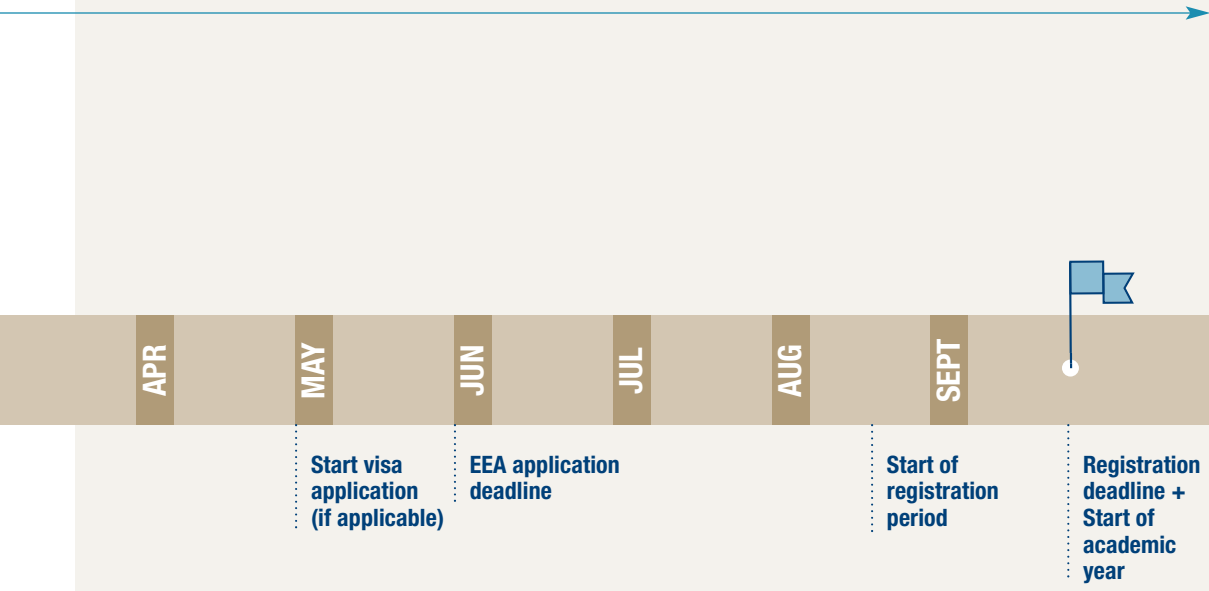 APR
MAY
JUN
JUL
AUG
SEPT
Start visa
application
(if applicable)
EEA application
deadline
Start of
registration
period
Registration
deadline +
Start of
academic
year